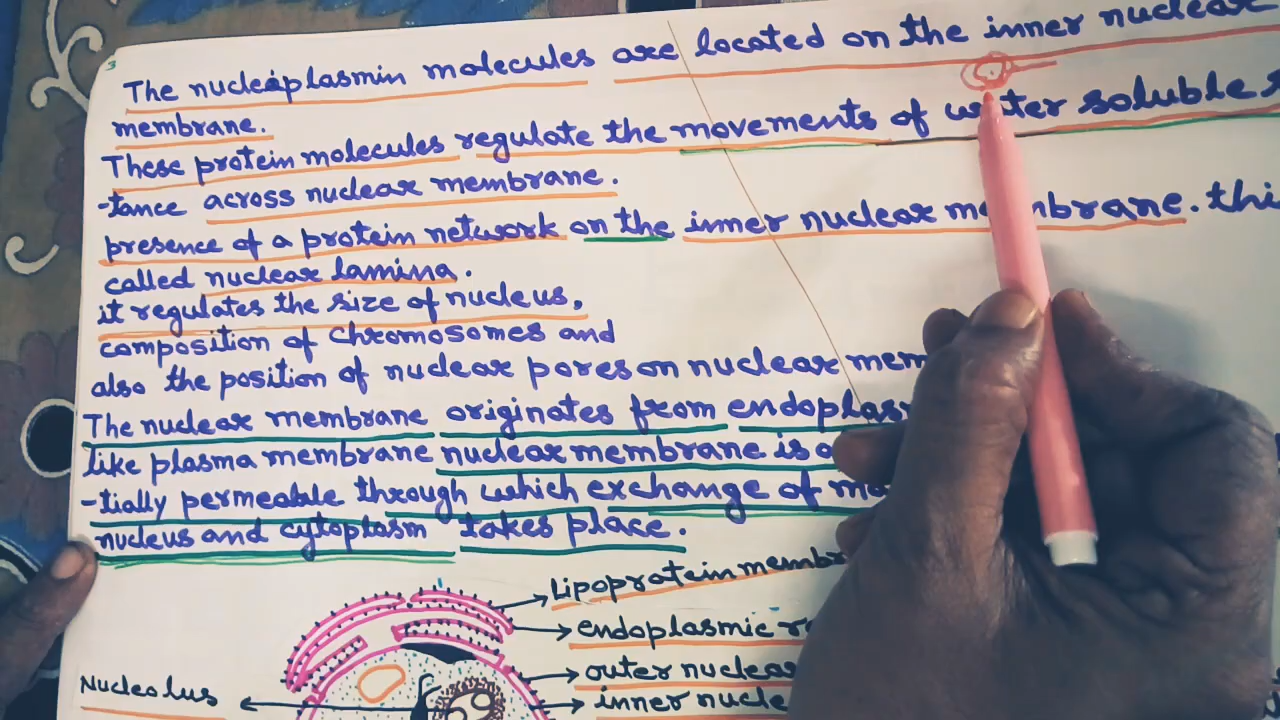 3
The nucleoplasmin molecules are located on the inner nuclear
membrane.
These protein molecules regulate the movements of water soluble
-tance across nuclear membrane.
presence of a protein network on the inner nuclear membrane. thi
called nuclear lamina.
it regulates the size of nucleus,
composition of chromosomes and
also the position of nuclear pores on nuclear mem
The nuclear membrane originates from endoplas
like plasma membrane nuclear membrane is
-tially permeable through which exchange of
nucleus and cytoplasm takes place.
Lipoprotein membr
endoplasmic
outer nuclear
Nucleolus
inner nucle